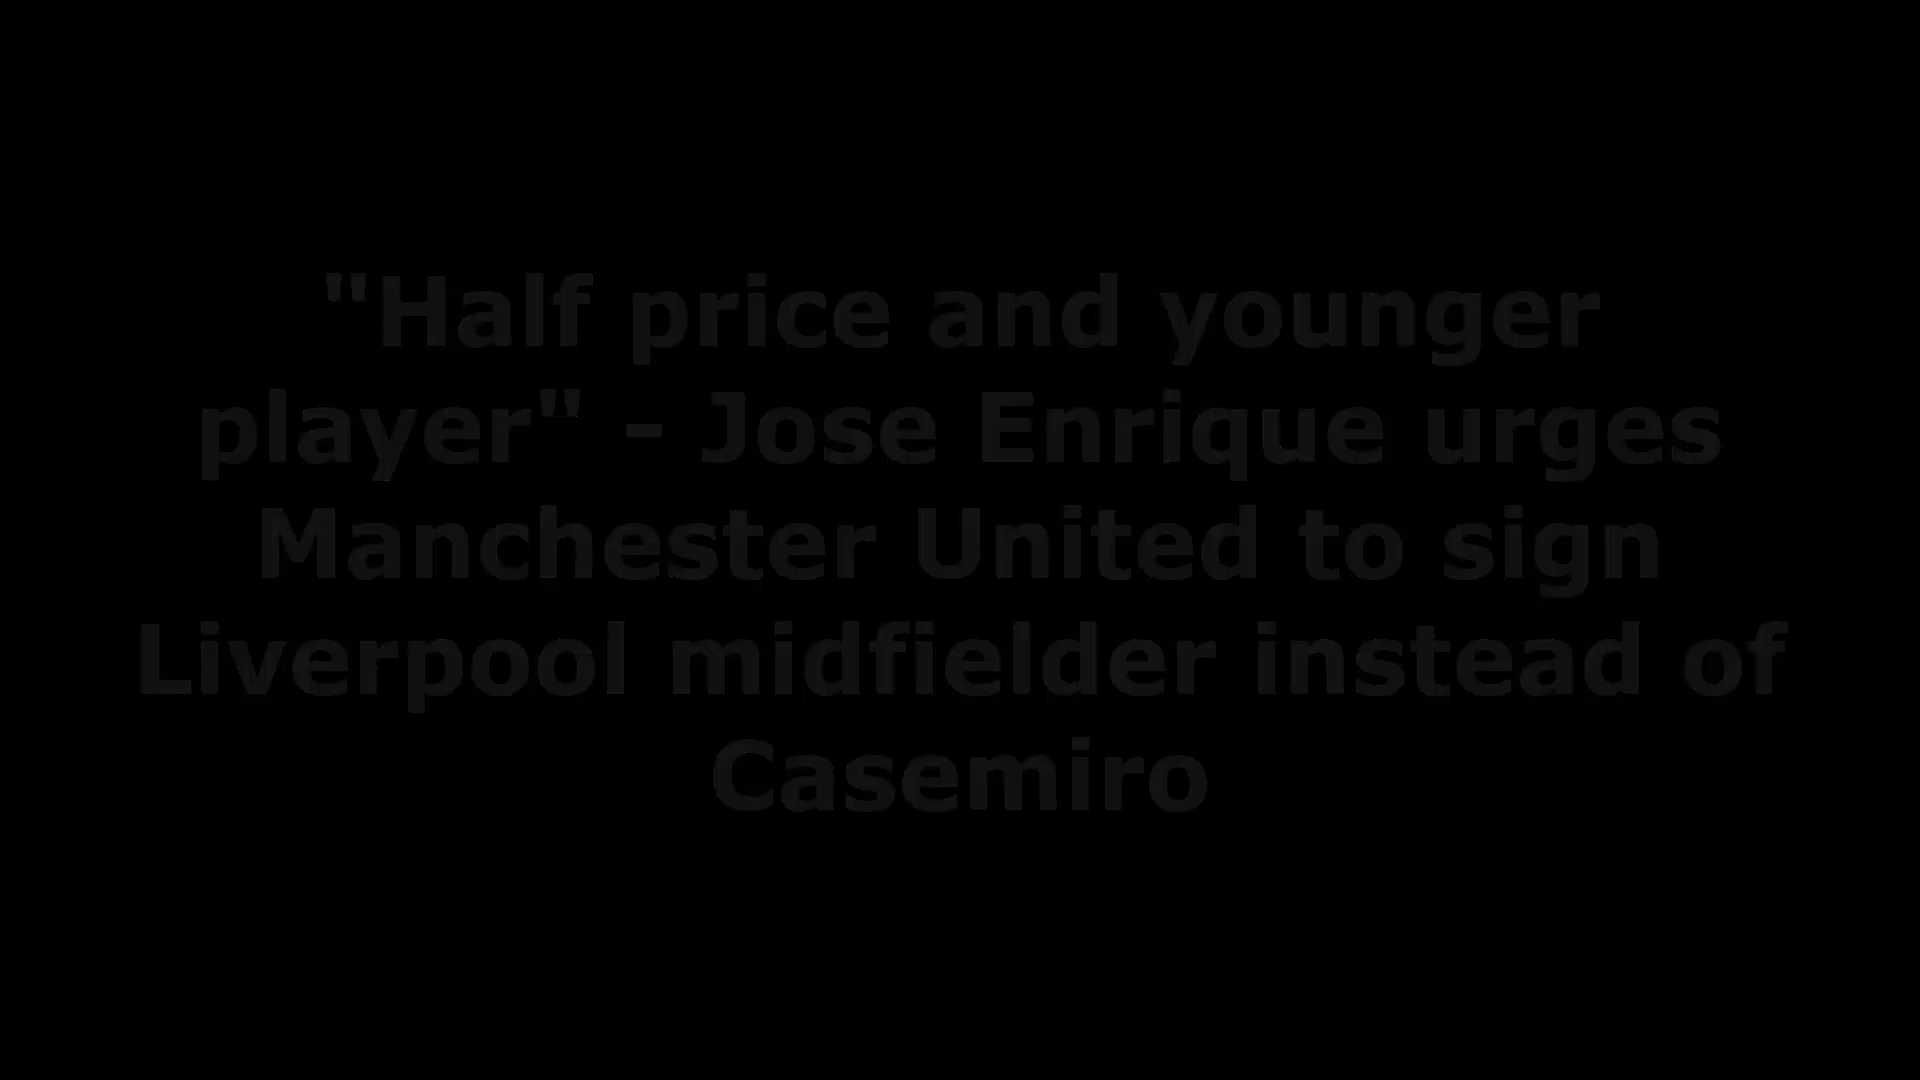 "Half price and younger
player" - Jose Enrique urges
Manchester United to sign
Liverpool midfielder instead of
Casemiro